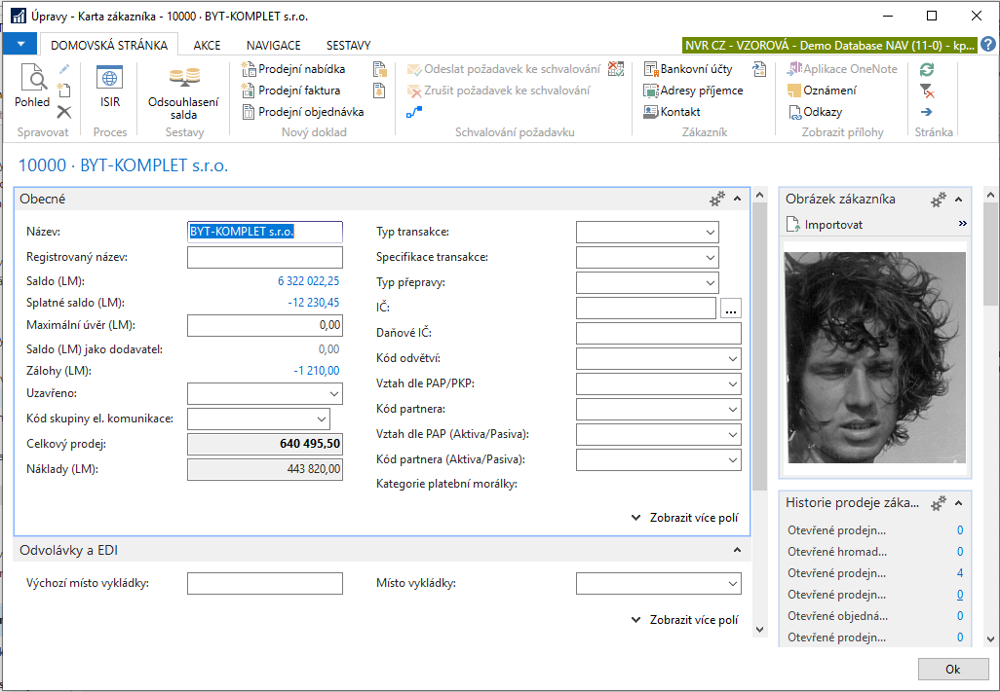 Úpravy - Karta zákazníka - 10000 · BYT-KOMPLET s.r.o.
DOMOVSKÁ STRÁNKA AKCE NAVIGACE SESTAVY
NVR CZ - VZOROVÁ - Demo Database NAV (11-0) - kp...
Pohled
Spravovat
ISIR
Proces
Odsouhlasení
salda
Sestavy
Prodejní nabídka
Prodejní faktura
Prodejní objednávka
Nový doklad
Odeslat požadavek ke schvalování
Zrušit požadavek ke schvalování
Schvalování požadavku
Bankovní účty
Adresy příjemce
Kontakt
Zákazník
Aplikace OneNote
Oznámení
Odkazy
Zobrazit přílohy
Stránka
10000 · BYT-KOMPLET s.r.o.
Obecné
Název: BYT-KOMPLET s.r.o.
Registrovaný název:
Saldo (LM): 6 322 022,25
Splatné saldo (LM): -12 230,45
Maximální úvěr (LM): 0,00
Saldo (LM) jako dodavatel: 0,00
Zálohy (LM): -1 210,00
Uzavřeno:
Kód skupiny el. komunikace:
Celkový prodej: 640 495,50
Náklady (LM): 443 820,00
Typ transakce:
Specifikace transakce:
Typ přepravy:
IČ: ...
Daňové IČ:
Kód odvětví:
Vztah dle PAP/PKP:
Kód partnera:
Vztah dle PAP (Aktiva/Pasiva):
Kód partnera (Aktiva/Pasiva):
Kategorie platební morálky:
Zobrazit více polí
Odvolávky a EDI
Výchozí místo vykládky:
Místo vykládky:
Zobrazit více polí
Obrázek zákazníka
Importovat »
Historie prodeje záka...
Otevřené prodejn... 0
Otevřené hromad... 0
Otevřené prodejn... 4
Otevřené prodejn... 0
Otevřené objedná... 0
Otevřené prodejn... 0
Ok